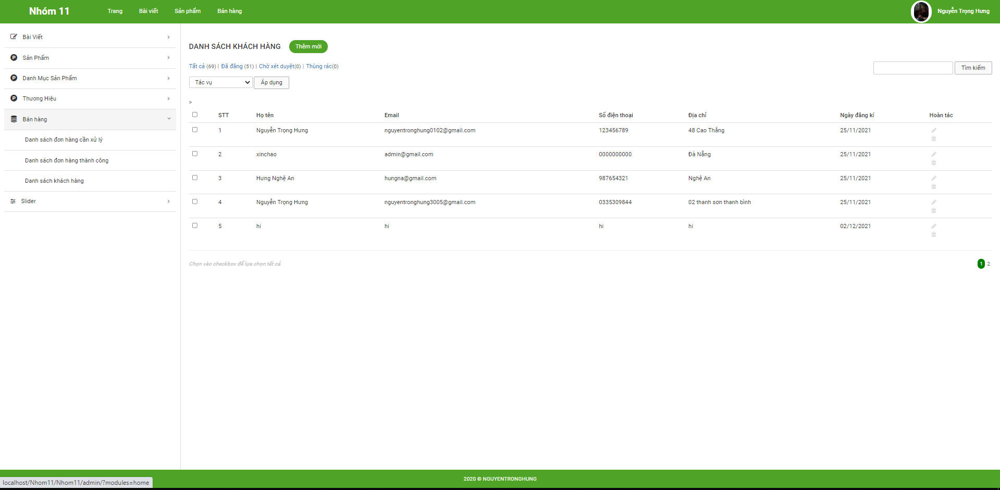 Nhóm 11 Trang Bài viết Sản phẩm Bán hàng Nguyễn Trọng Hưng
Bài Viết
Sản Phẩm
Danh Mục Sản Phẩm
Thương Hiệu
Bán hàng
Danh sách đơn hàng cần xử lý
Danh sách đơn hàng thành công
Danh sách khách hàng
Slider
DANH SÁCH KHÁCH HÀNG Thêm mới
Tất cả (69) | Đã đăng (51) | Chờ xét duyệt(0) | Thùng rác(0)
Tìm kiếm
Tác vụ Áp dụng
>
STT Họ tên Email Số điện thoại Địa chỉ Ngày đăng kí Hoàn tác
1 Nguyễn Trọng Hưng nguyentronghung0102@gmail.com 123456789 48 Cao Thắng 25/11/2021
2 xinchao admin@gmail.com 0000000000 Đà Nẵng 25/11/2021
3 Hưng Nghệ An hungna@gmail.com 987654321 Nghệ An 25/11/2021
4 Nguyễn Trọng Hưng nguyentronghung3005@gmail.com 0335309844 02 thanh sơn thanh bình 25/11/2021
5 hi hi hi hi 02/12/2021
Chọn vào checkbox để lựa chọn tất cả
1 2
2020 © NGUYENTRONGHUNG
localhost/Nhom11/Nhom11/admin/?modules=home